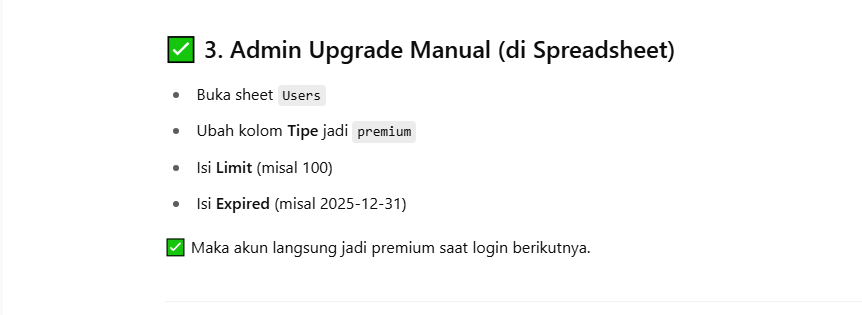 ✅ 3. Admin Upgrade Manual (di Spreadsheet)
• Buka sheet Users
• Ubah kolom Tipe jadi premium
• Isi Limit (misal 100)
• Isi Expired (misal 2025-12-31)
✅ Maka akun langsung jadi premium saat login berikutnya.